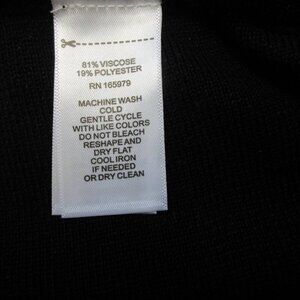 81% VISCOSE
19% POLYESTER
RN 165979
MACHINE WASH
COLD
GENTLE CYCLE
WITH LIKE COLORS
DO NOT BLEACH
RESHAPE AND
DRY FLAT
COOL IRON
IF NEEDED
OR DRY CLEAN